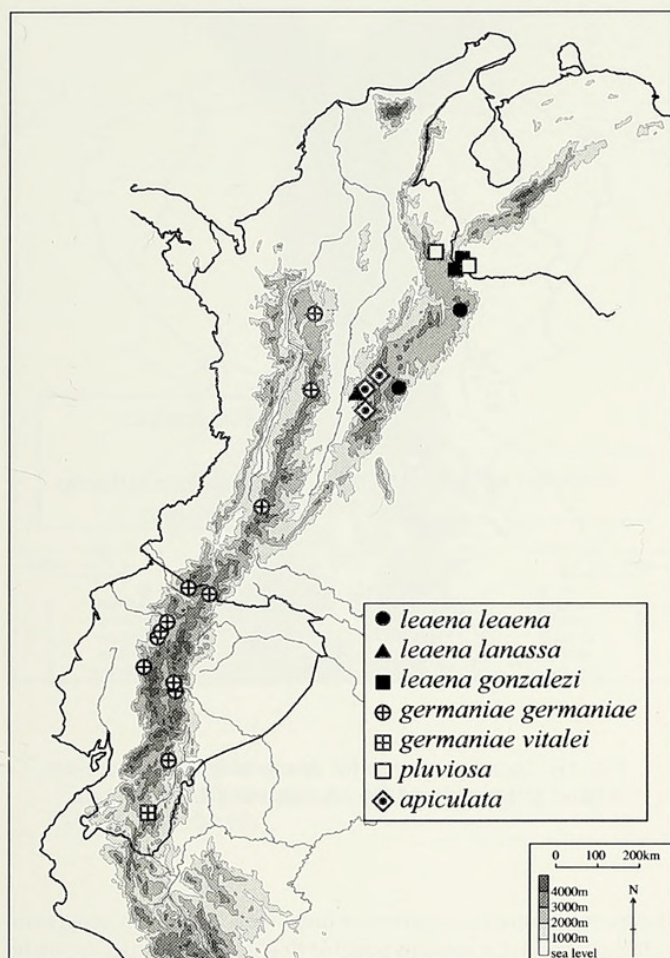 leaena leaena
leaena lanassa
leaena gonzalezi
germaniae germaniae
germaniae vitalei
pluviosa
apiculata
0 100 200km
4000m
3000m
2000m
1000m
sea level
N